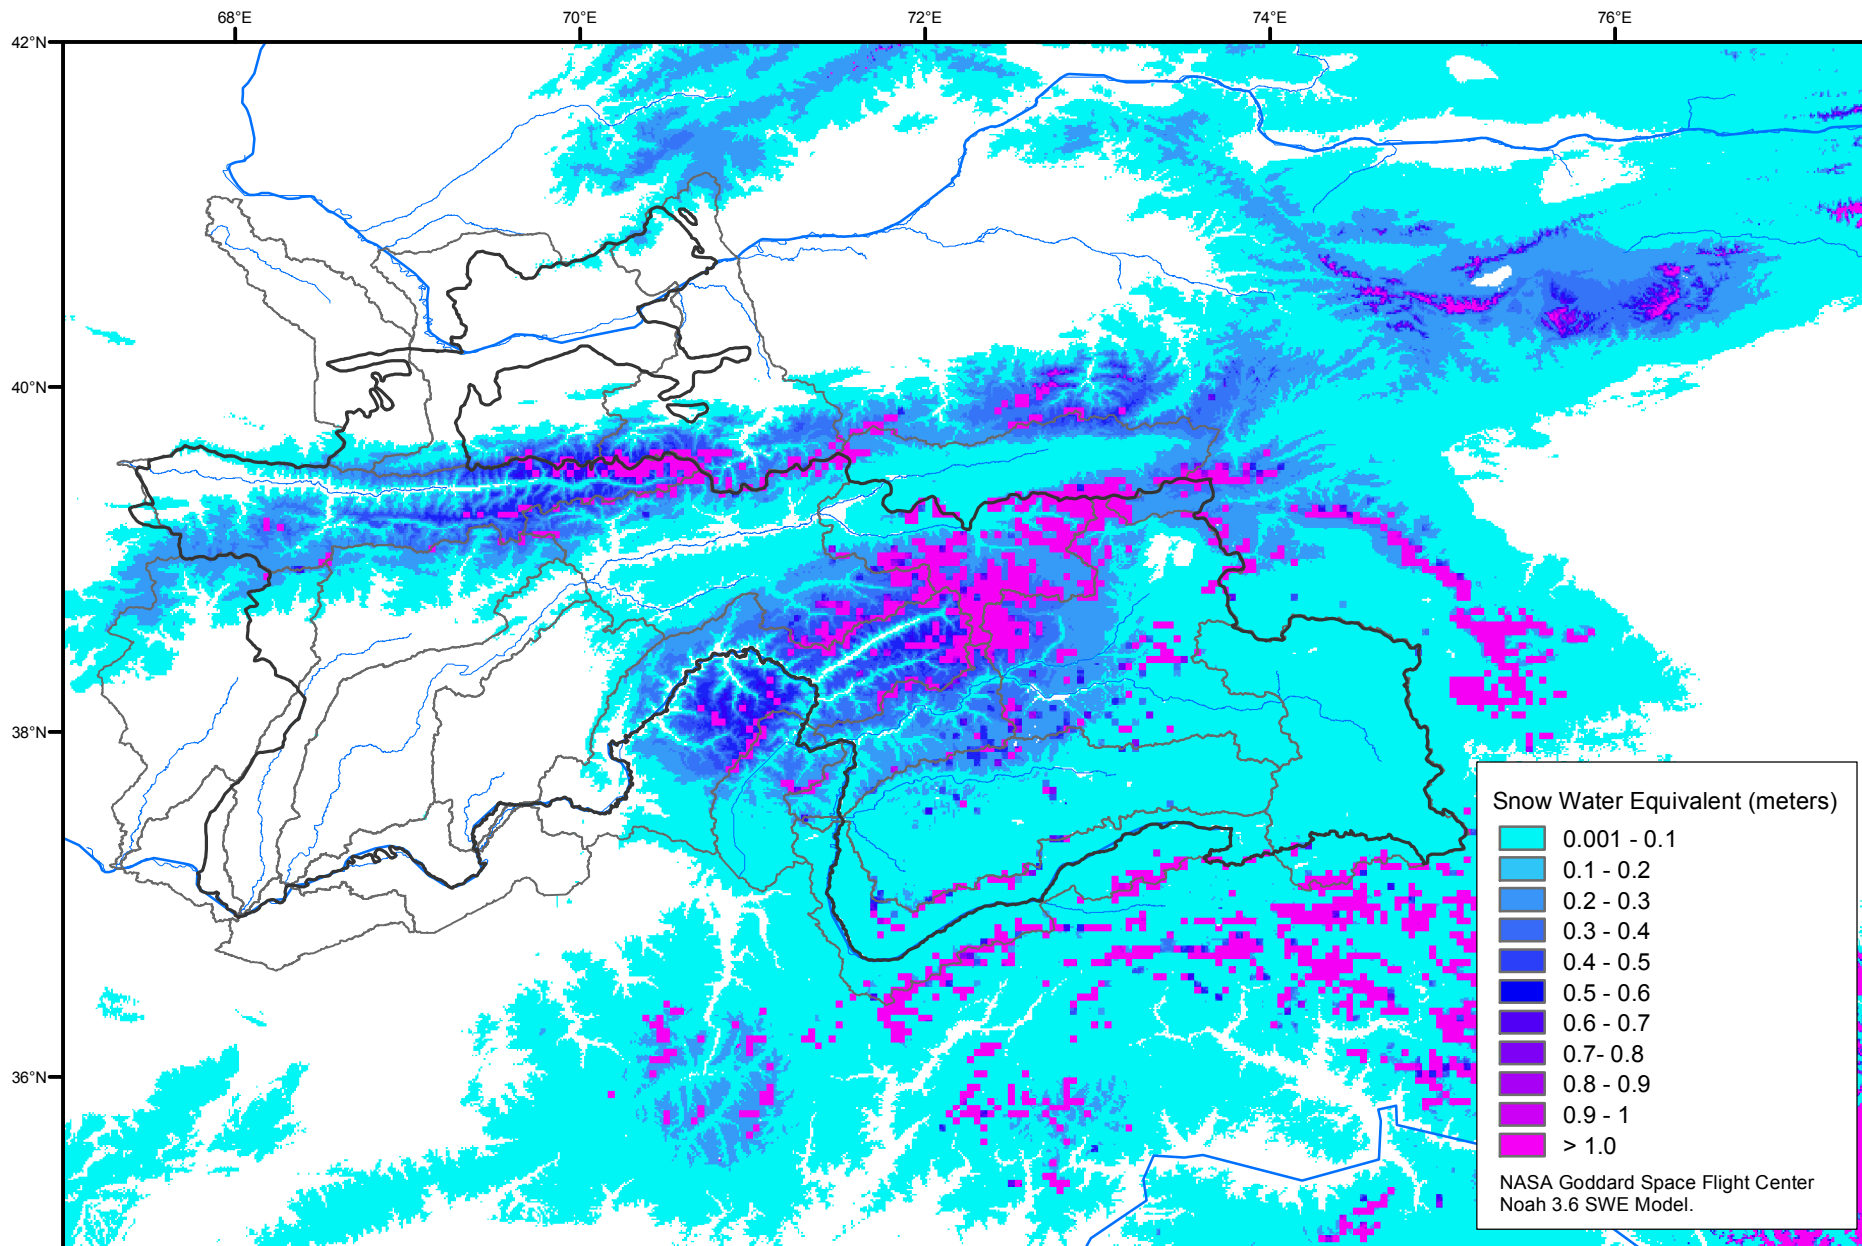 68°E 70°E 72°E 74°E 76°E
42°N
40°N
38°N
36°N
Snow Water Equivalent (meters)
0.001 - 0.1
0.1 - 0.2
0.2 - 0.3
0.3 - 0.4
0.4 - 0.5
0.5 - 0.6
0.6 - 0.7
0.7- 0.8
0.8 - 0.9
0.9 - 1
> 1.0
NASA Goddard Space Flight Center
Noah 3.6 SWE Model.